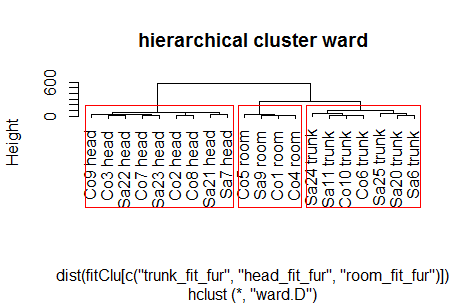 hierarchical cluster ward
600
0
Height
Co9 head
Co3 head
Sa22 head
Co7 head
Sa23 head
Co2 head
Co8 head
Sa21 head
Sa7 head
Co5 room
Sa9 room
Co1 room
Co4 room
Sa24 trunk
Sa11 trunk
Co10 trunk
Co6 trunk
Sa25 trunk
Sa20 trunk
Sa6 trunk
dist(fitClu[c("trunk_fit_fur", "head_fit_fur", "room_fit_fur")])
hclust (*, "ward.D")